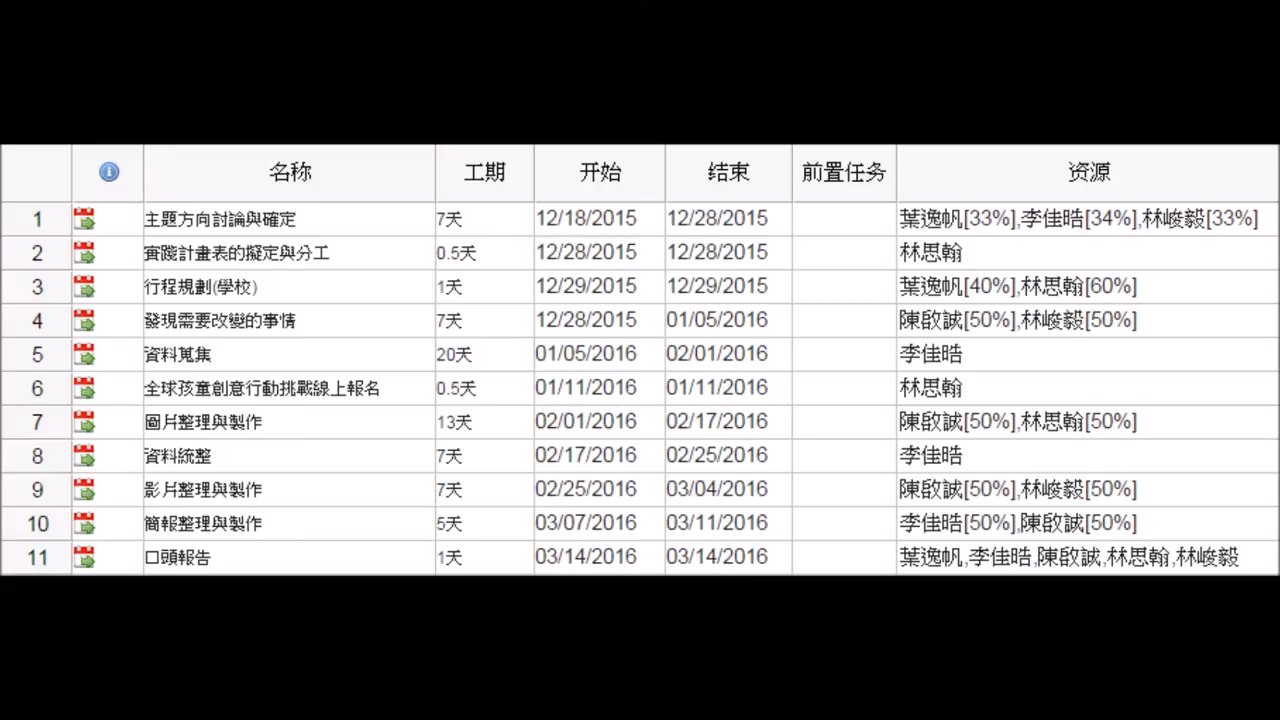 名称 工期 开始 结束 前置任务 资源
1 主題方向討論與確定 7天 12/18/2015 12/28/2015 葉逸帆[33%],李佳晧[34%],林峻毅[33%]
2 實踐計畫表的擬定與分工 0.5天 12/28/2015 12/28/2015 林思翰
3 行程規劃(學校) 1天 12/29/2015 12/29/2015 葉逸帆[40%],林思翰[60%]
4 發現需要改變的事情 7天 12/28/2015 01/05/2016 陳啟誠[50%],林峻毅[50%]
5 資料蒐集 20天 01/05/2016 02/01/2016 李佳晧
6 全球孩童創意行動挑戰線上報名 0.5天 01/11/2016 01/11/2016 林思翰
7 圖片整理與製作 13天 02/01/2016 02/17/2016 陳啟誠[50%],林思翰[50%]
8 資料統整 7天 02/17/2016 02/25/2016 李佳晧
9 影片整理與製作 7天 02/25/2016 03/04/2016 陳啟誠[50%],林峻毅[50%]
10 簡報整理與製作 5天 03/07/2016 03/11/2016 李佳晧[50%],陳啟誠[50%]
11 口頭報告 1天 03/14/2016 03/14/2016 葉逸帆,李佳晧,陳啟誠,林思翰,林峻毅